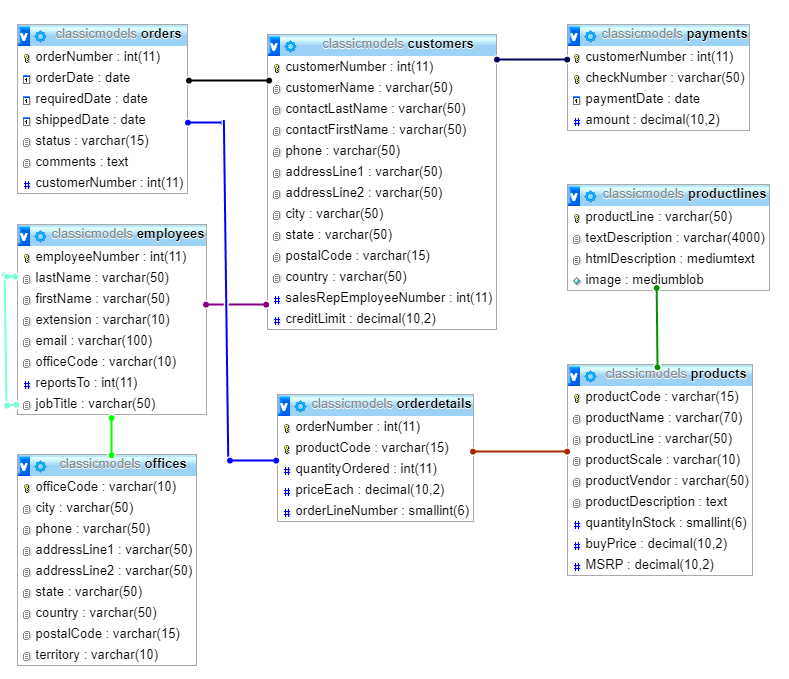 classicmodels orders
orderNumber : int(11)
orderDate : date
requiredDate : date
shippedDate : date
status : varchar(15)
comments : text
customerNumber : int(11)
classicmodels customers
customerNumber : int(11)
customerName : varchar(50)
contactLastName : varchar(50)
contactFirstName : varchar(50)
phone : varchar(50)
addressLine1 : varchar(50)
addressLine2 : varchar(50)
city : varchar(50)
state : varchar(50)
postalCode : varchar(15)
country : varchar(50)
salesRepEmployeeNumber : int(11)
creditLimit : decimal(10,2)
classicmodels payments
customerNumber : int(11)
checkNumber : varchar(50)
paymentDate : date
amount : decimal(10,2)
classicmodels productlines
productLine : varchar(50)
textDescription : varchar(4000)
htmlDescription : mediumtext
image : mediumblob
classicmodels employees
employeeNumber : int(11)
lastName : varchar(50)
firstName : varchar(50)
extension : varchar(10)
email : varchar(100)
officeCode : varchar(10)
reportsTo : int(11)
jobTitle : varchar(50)
classicmodels orderdetails
orderNumber : int(11)
productCode : varchar(15)
quantityOrdered : int(11)
priceEach : decimal(10,2)
orderLineNumber : smallint(6)
classicmodels products
productCode : varchar(15)
productName : varchar(70)
productLine : varchar(50)
productScale : varchar(10)
productVendor : varchar(50)
productDescription : text
quantityInStock : smallint(6)
buyPrice : decimal(10,2)
MSRP : decimal(10,2)
classicmodels offices
officeCode : varchar(10)
city : varchar(50)
phone : varchar(50)
addressLine1 : varchar(50)
addressLine2 : varchar(50)
state : varchar(50)
country : varchar(50)
postalCode : varchar(15)
territory : varchar(10)